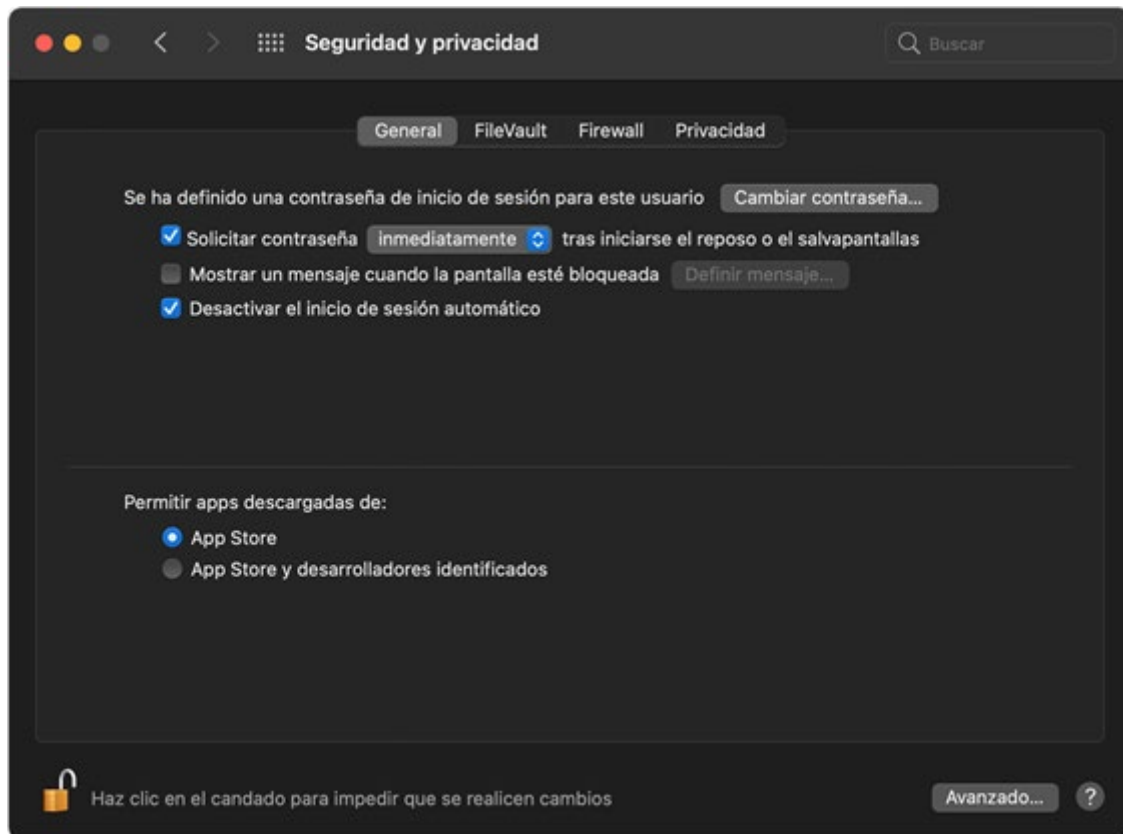 Seguridad y privacidad
Buscar
General FileVault Firewall Privacidad
Se ha definido una contraseña de inicio de sesión para este usuario Cambiar contraseña...
Solicitar contraseña inmediatamente tras iniciarse el reposo o el salvapantallas
Mostrar un mensaje cuando la pantalla esté bloqueada Definir mensaje...
Desactivar el inicio de sesión automático
Permitir apps descargadas de:
App Store
App Store y desarrolladores identificados
Haz clic en el candado para impedir que se realicen cambios Avanzado... ?